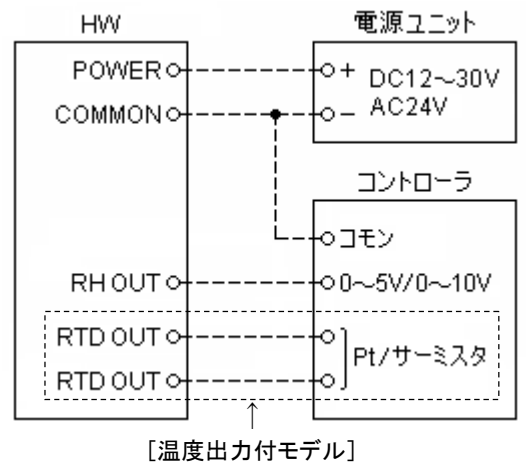 HW
電源ユニット
POWER
+
DC12～30V
COMMON
−
AC24V
コントローラ
コモン
RH OUT
0～5V/0～10V
RTD OUT
Pt/サーミスタ
RTD OUT
↑
[温度出力付モデル]